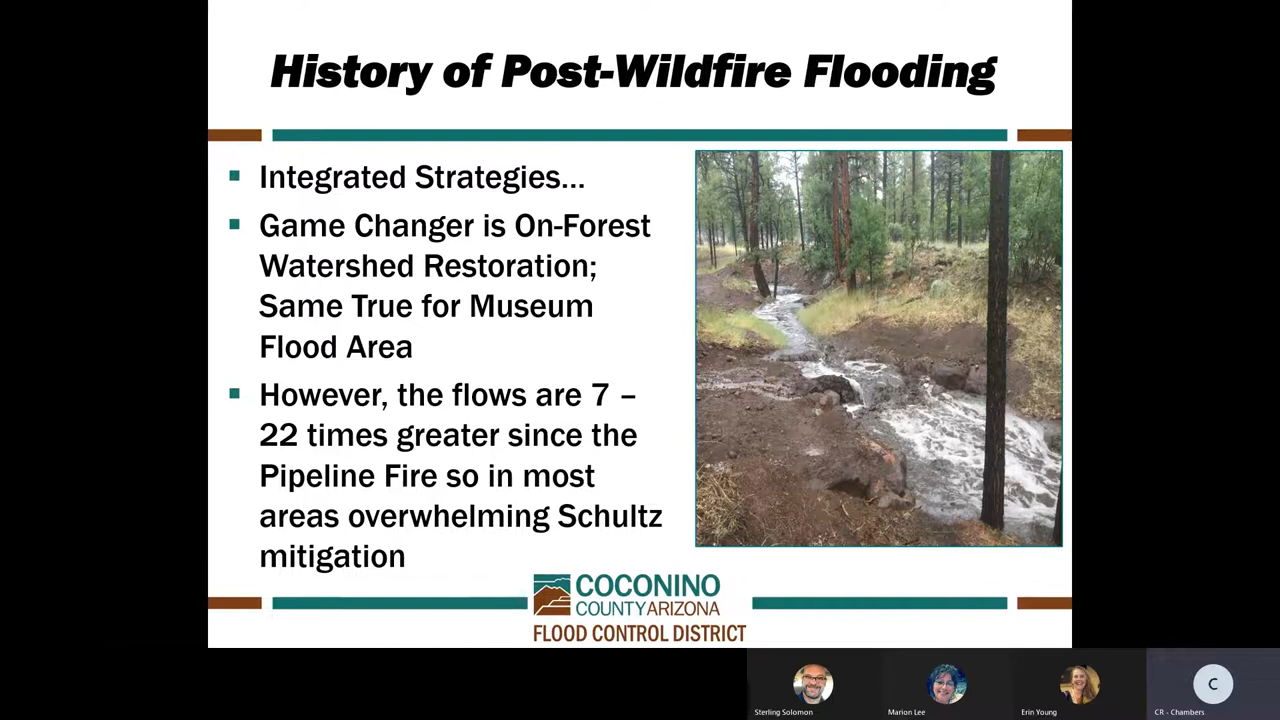 History of Post-Wildfire Flooding
Integrated Strategies...
Game Changer is On-Forest
Watershed Restoration;
Same True for Museum
Flood Area
However, the flows are 7 –
22 times greater since the
Pipeline Fire so in most
areas overwhelming Schultz
mitigation
COCONINO
COUNTY ARIZONA
FLOOD CONTROL DISTRICT
C
Sterling Solomon
Marion Lee
Erin Young
CR - Chambers